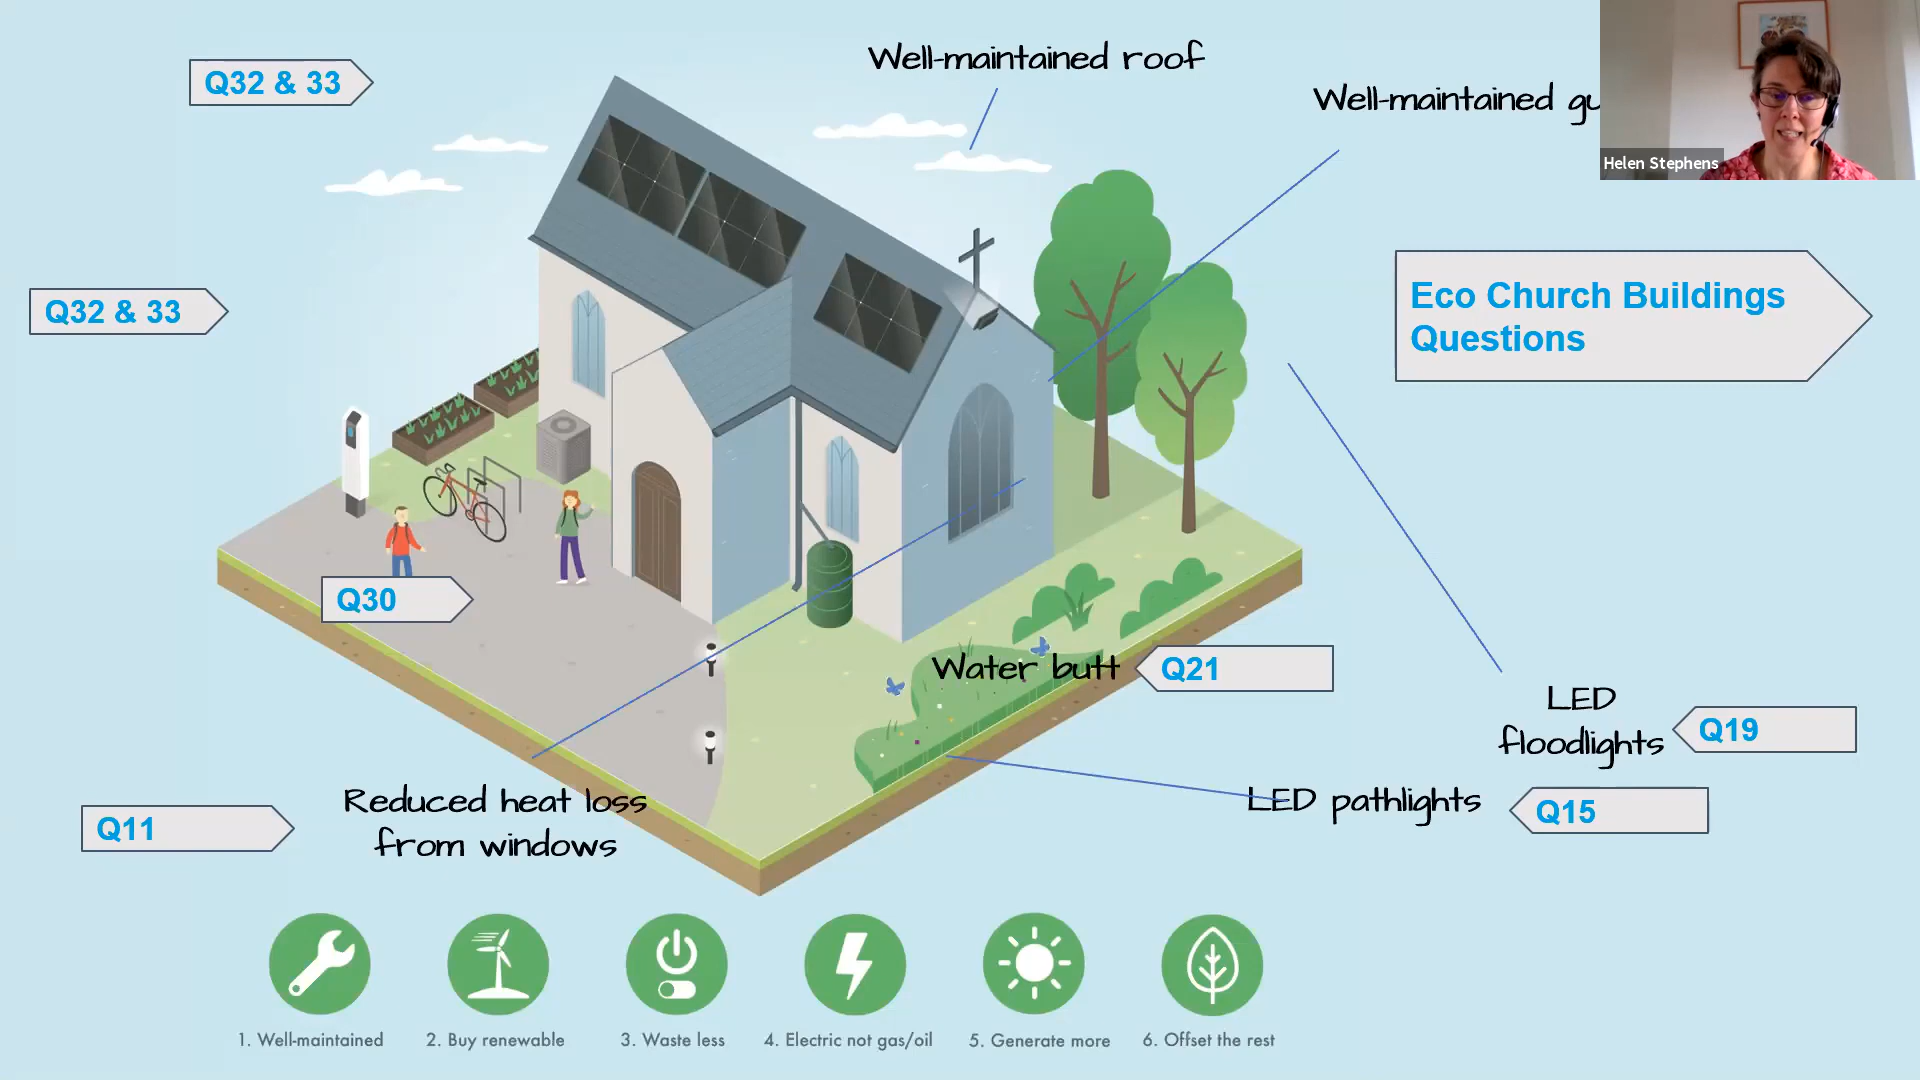 Well-maintained roof
Q32 & 33
Well-maintained
Helen Stephens
Eco Church Buildings
Questions
Q32 & 33
Q30
Water butt
Q21
LED
floodlights
Q19
Reduced heat loss
from windows
Q11
LED pathlights
Q15
1. Well-maintained
2. Buy renewable
3. Waste less
4. Electric not gas/oil
5. Generate more
6. Offset the rest